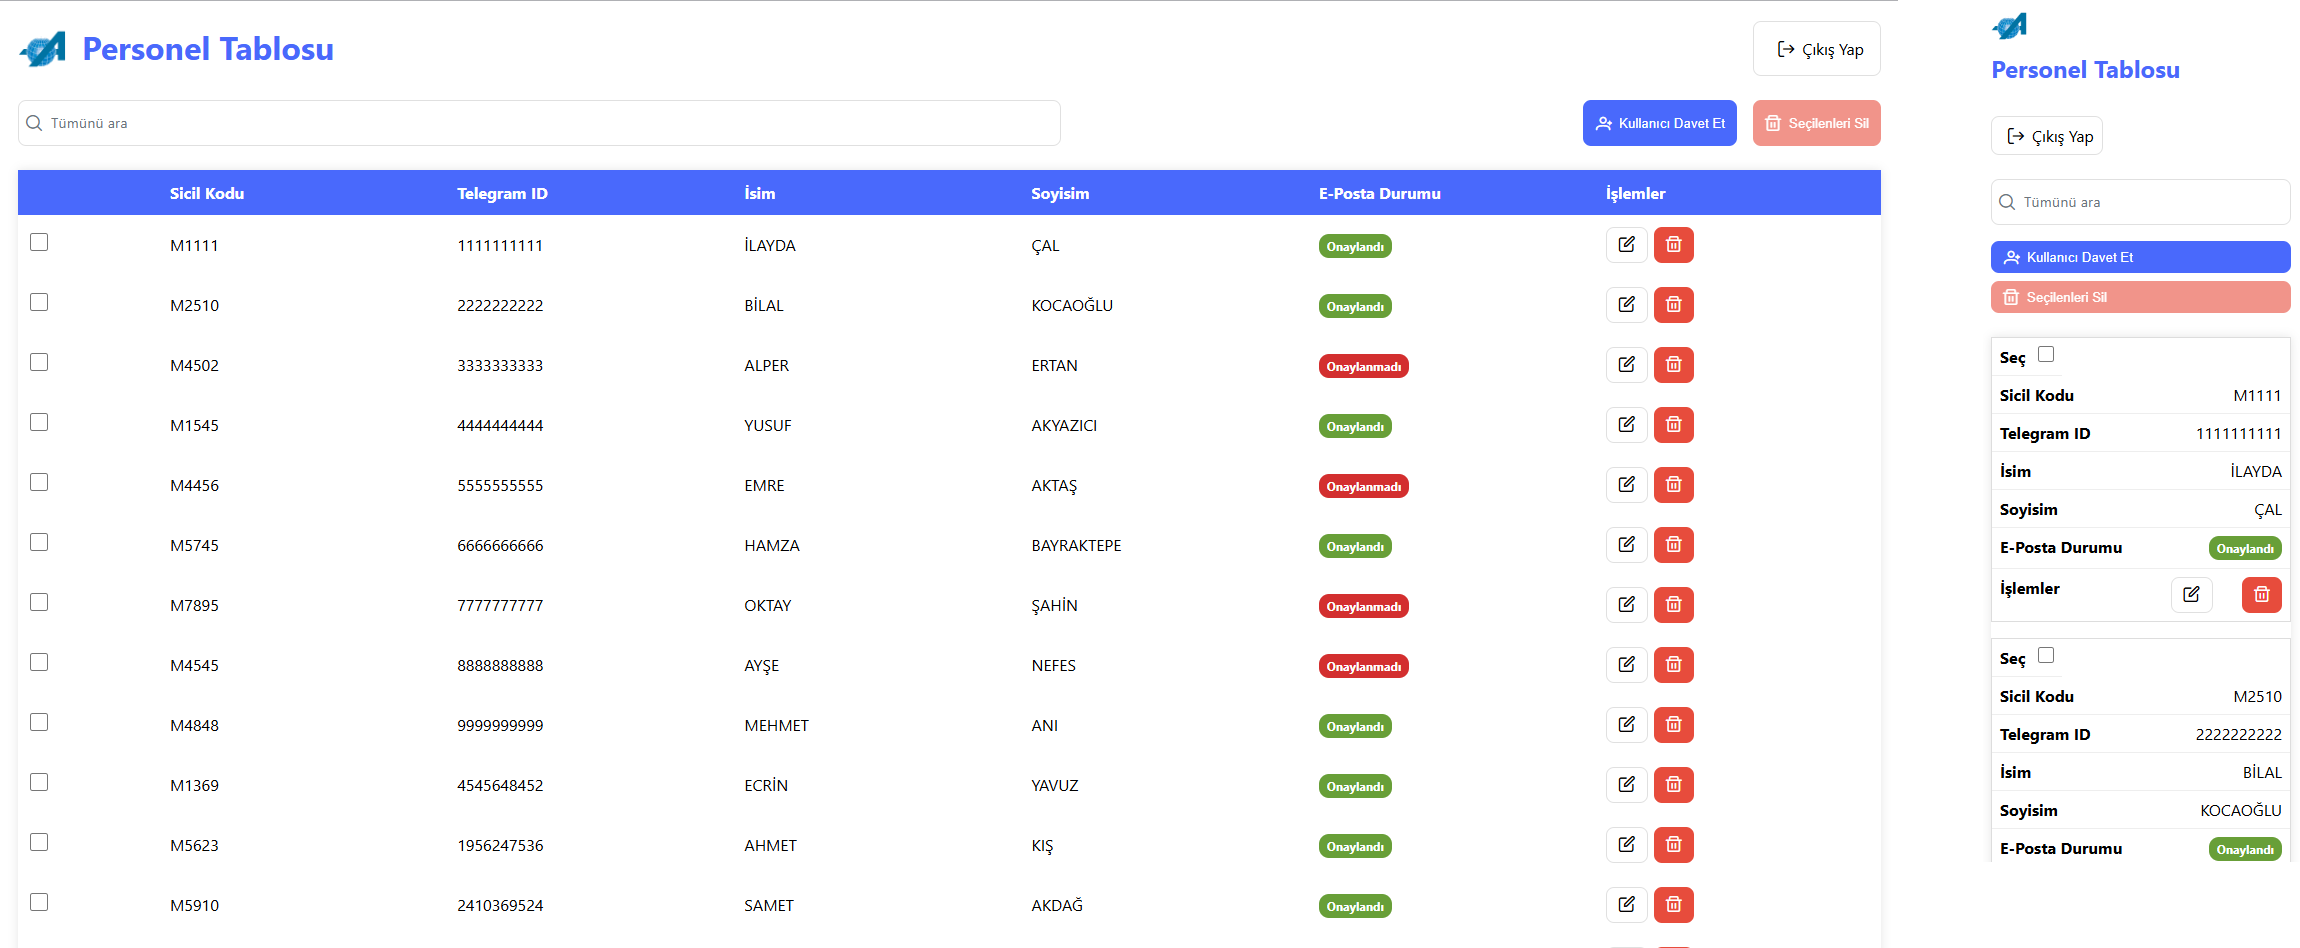 Personel Tablosu
Çıkış Yap
Tümünü ara
Kullanıcı Davet Et
Seçilenleri Sil
Sicil Kodu Telegram ID İsim Soyisim E-Posta Durumu İşlemler
M1111 1111111111 İLAYDA ÇAL Onaylandı
M2510 2222222222 BİLAL KOCAOĞLU Onaylandı
M4502 3333333333 ALPER ERTAN Onaylanmadı
M1545 4444444444 YUSUF AKYAZICI Onaylandı
M4456 5555555555 EMRE AKTAŞ Onaylanmadı
M5745 6666666666 HAMZA BAYRAKTEPE Onaylandı
M7895 7777777777 OKTAY ŞAHİN Onaylanmadı
M4545 8888888888 AYŞE NEFES Onaylanmadı
M4848 9999999999 MEHMET ANI Onaylandı
M1369 4545648452 ECRİN YAVUZ Onaylandı
M5623 1956247536 AHMET KIŞ Onaylandı
M5910 2410369524 SAMET AKDAĞ Onaylandı
Personel Tablosu
Çıkış Yap
Tümünü ara
Kullanıcı Davet Et
Seçilenleri Sil
Seç
Sicil Kodu M1111
Telegram ID 1111111111
İsim İLAYDA
Soyisim ÇAL
E-Posta Durumu Onaylandı
İşlemler
Seç
Sicil Kodu M2510
Telegram ID 2222222222
İsim BİLAL
Soyisim KOCAOĞLU
E-Posta Durumu Onaylandı